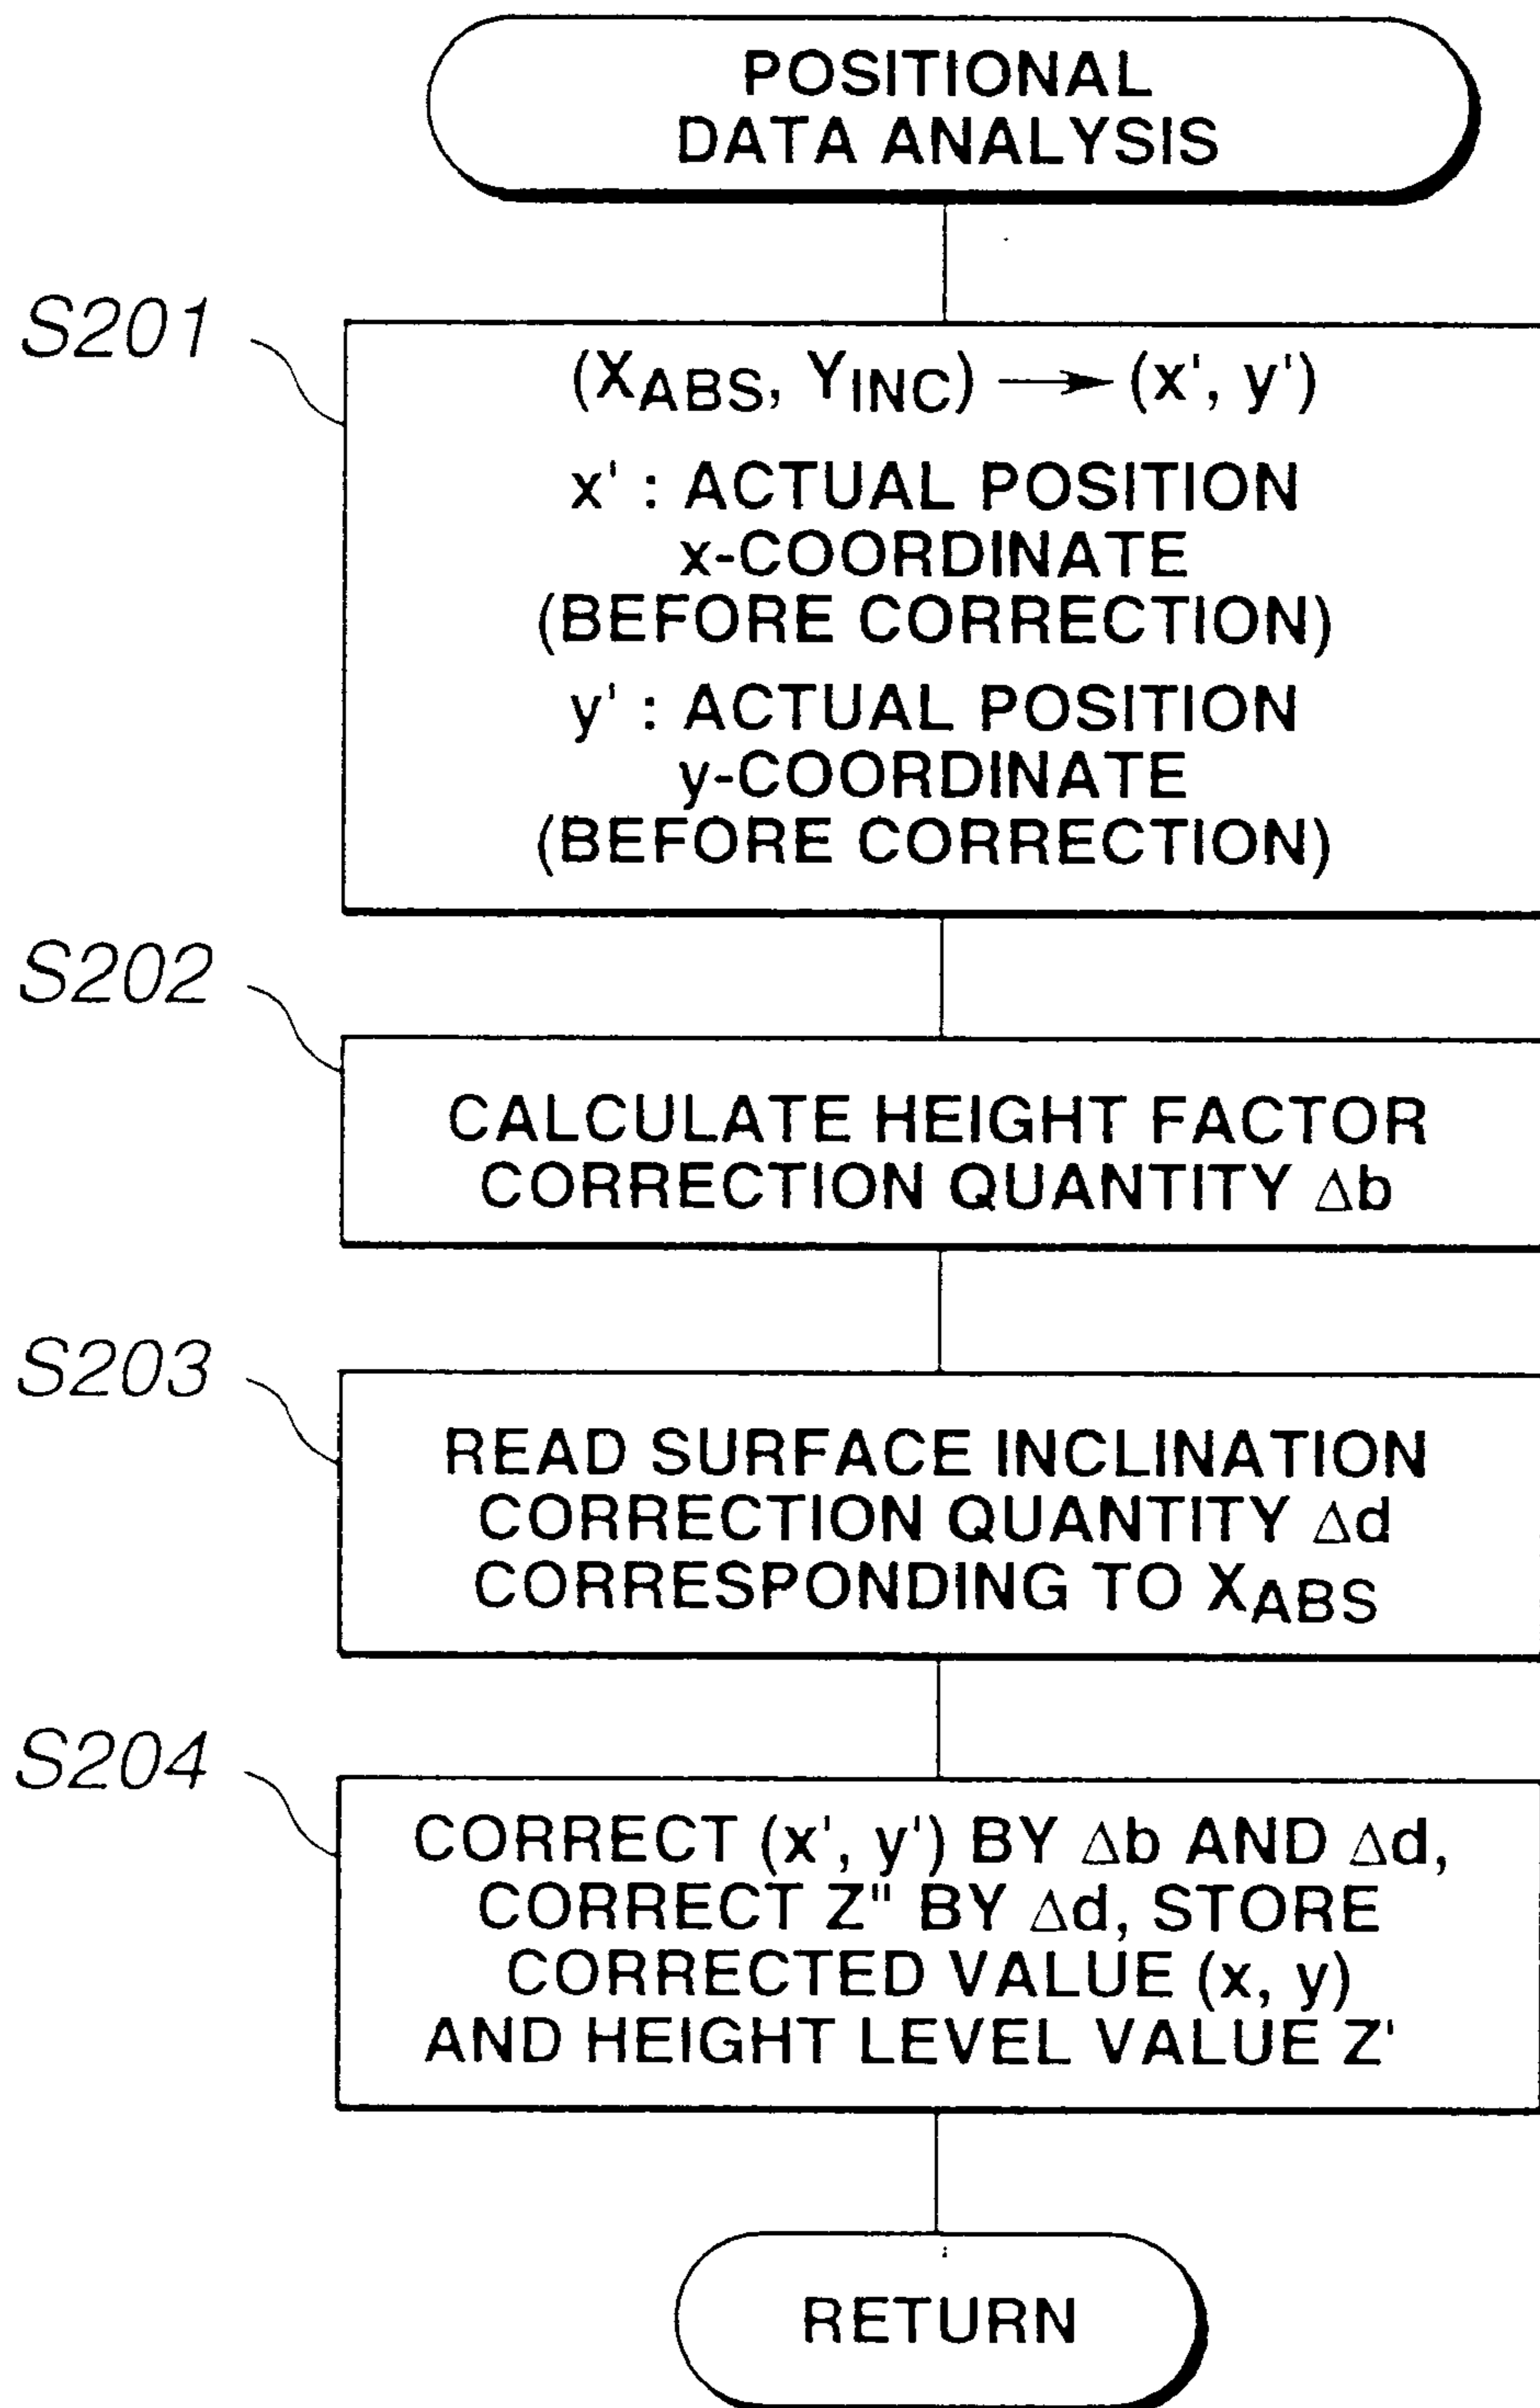 POSITIONAL
DATA ANALYSIS
S201
(XABS, YINC) → (x', y')
x' : ACTUAL POSITION
x-COORDINATE
(BEFORE CORRECTION)
y' : ACTUAL POSITION
y-COORDINATE
(BEFORE CORRECTION)
S202
CALCULATE HEIGHT FACTOR
CORRECTION QUANTITY Δb
S203
READ SURFACE INCLINATION
CORRECTION QUANTITY Δd
CORRESPONDING TO XABS
S204
CORRECT (x', y') BY Δb AND Δd,
CORRECT Z" BY Δd, STORE
CORRECTED VALUE (x, y)
AND HEIGHT LEVEL VALUE Z'
RETURN